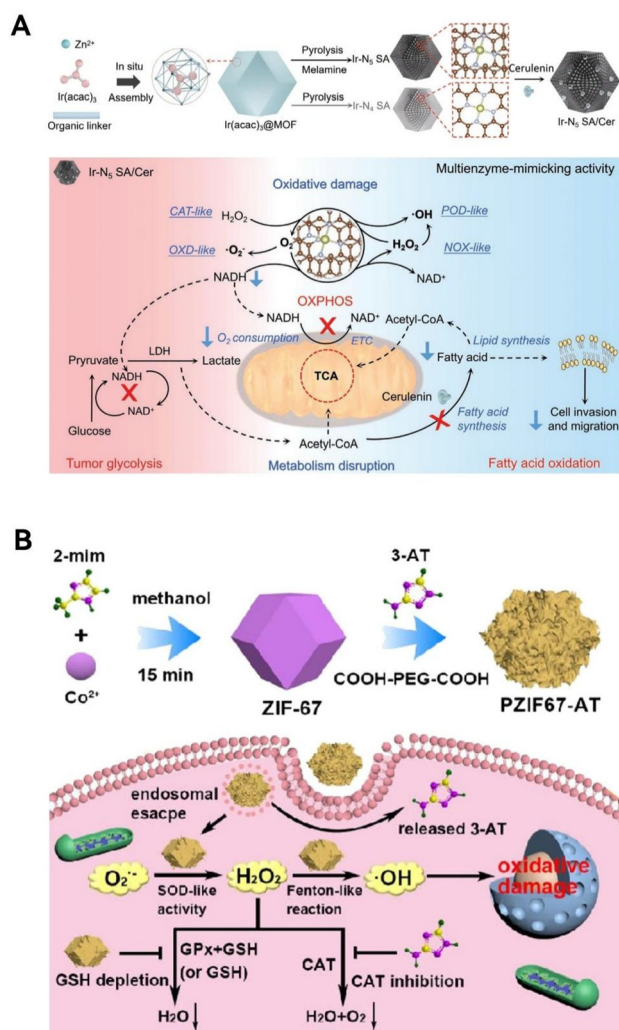 A
Zn²⁺
Ir(acac)₃
Organic linker
In situ
Assembly
Ir(acac)₃@MOF
Pyrolysis
Melamine
Ir-N₅ SA
Pyrolysis
Ir-N₄ SA
Cerulenin
Ir-N₅ SA/Cer
Ir-N₅ SA/Cer
Multienzyme-mimicking activity
Oxidative damage
CAT-like
H₂O₂
·OH
POD-like
OXD-like
·O₂⁻
O₂
H₂O₂
NOX-like
NADH
NAD⁺
OXPHOS
NADH
NAD⁺
Acetyl-CoA
O₂ consumption
ETC
Lipid synthesis
LDH
Pryruvate
Lactate
Fatty acid
NADH
TCA
NAD⁺
Cerulenin
Fatty acid
synthesis
Cell invasion
and migration
Glucose
Acetyl-CoA
Tumor glycolysis
Metabolism disruption
Fatty acid oxidation
B
2-mim
+
Co²⁺
methanol
15 min
ZIF-67
3-AT
COOH-PEG-COOH
PZIF67-AT
endosomal
esacpe
released 3-AT
O₂·⁻
SOD-like
activity
H₂O₂
Fenton-like
reaction
·OH
oxidative
damage
GSH depletion
GPx+GSH
(or GSH)
CAT
CAT inhibition
H₂O↓
H₂O+O₂↓